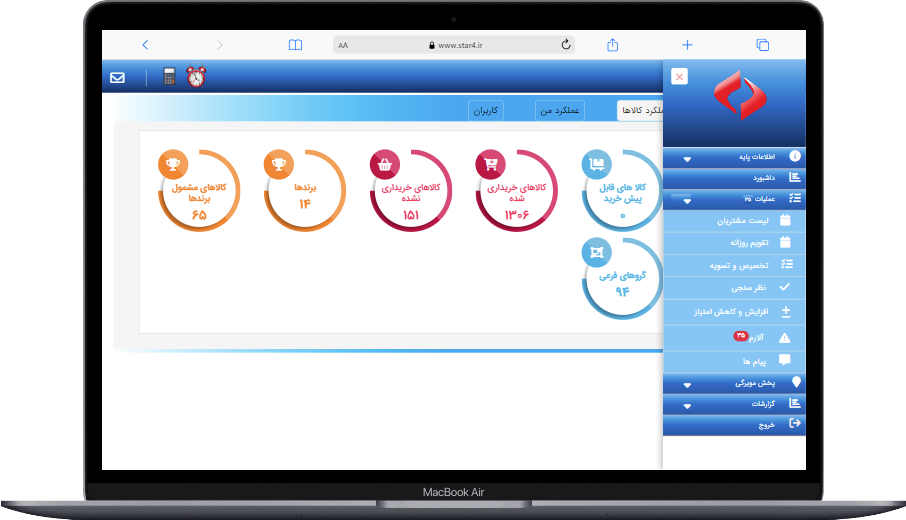 AA
www.star4.ir
کاربران
عملکرد من
ملکرد کالاها
کالاهای مشمول
برندها
۶۵
برندها
۱۴
کالاهای خریداری
نشده
۱۵۱
کالاهای خریداری
شده
۱۳۰۶
کالا های قابل
پیش خرید
۰
گروهای فرعی
۹۴
اطلاعات پایه
داشبورد
عملیات ۳۵
لیست مشتریان
تقویم روزانه
تخصیص و تسویه
نظر سنجی
افزایش و کاهش امتیاز
آلارم ۳۵
پیام ها
پخش مویرگی
گزارشات
خروج
MacBook Air